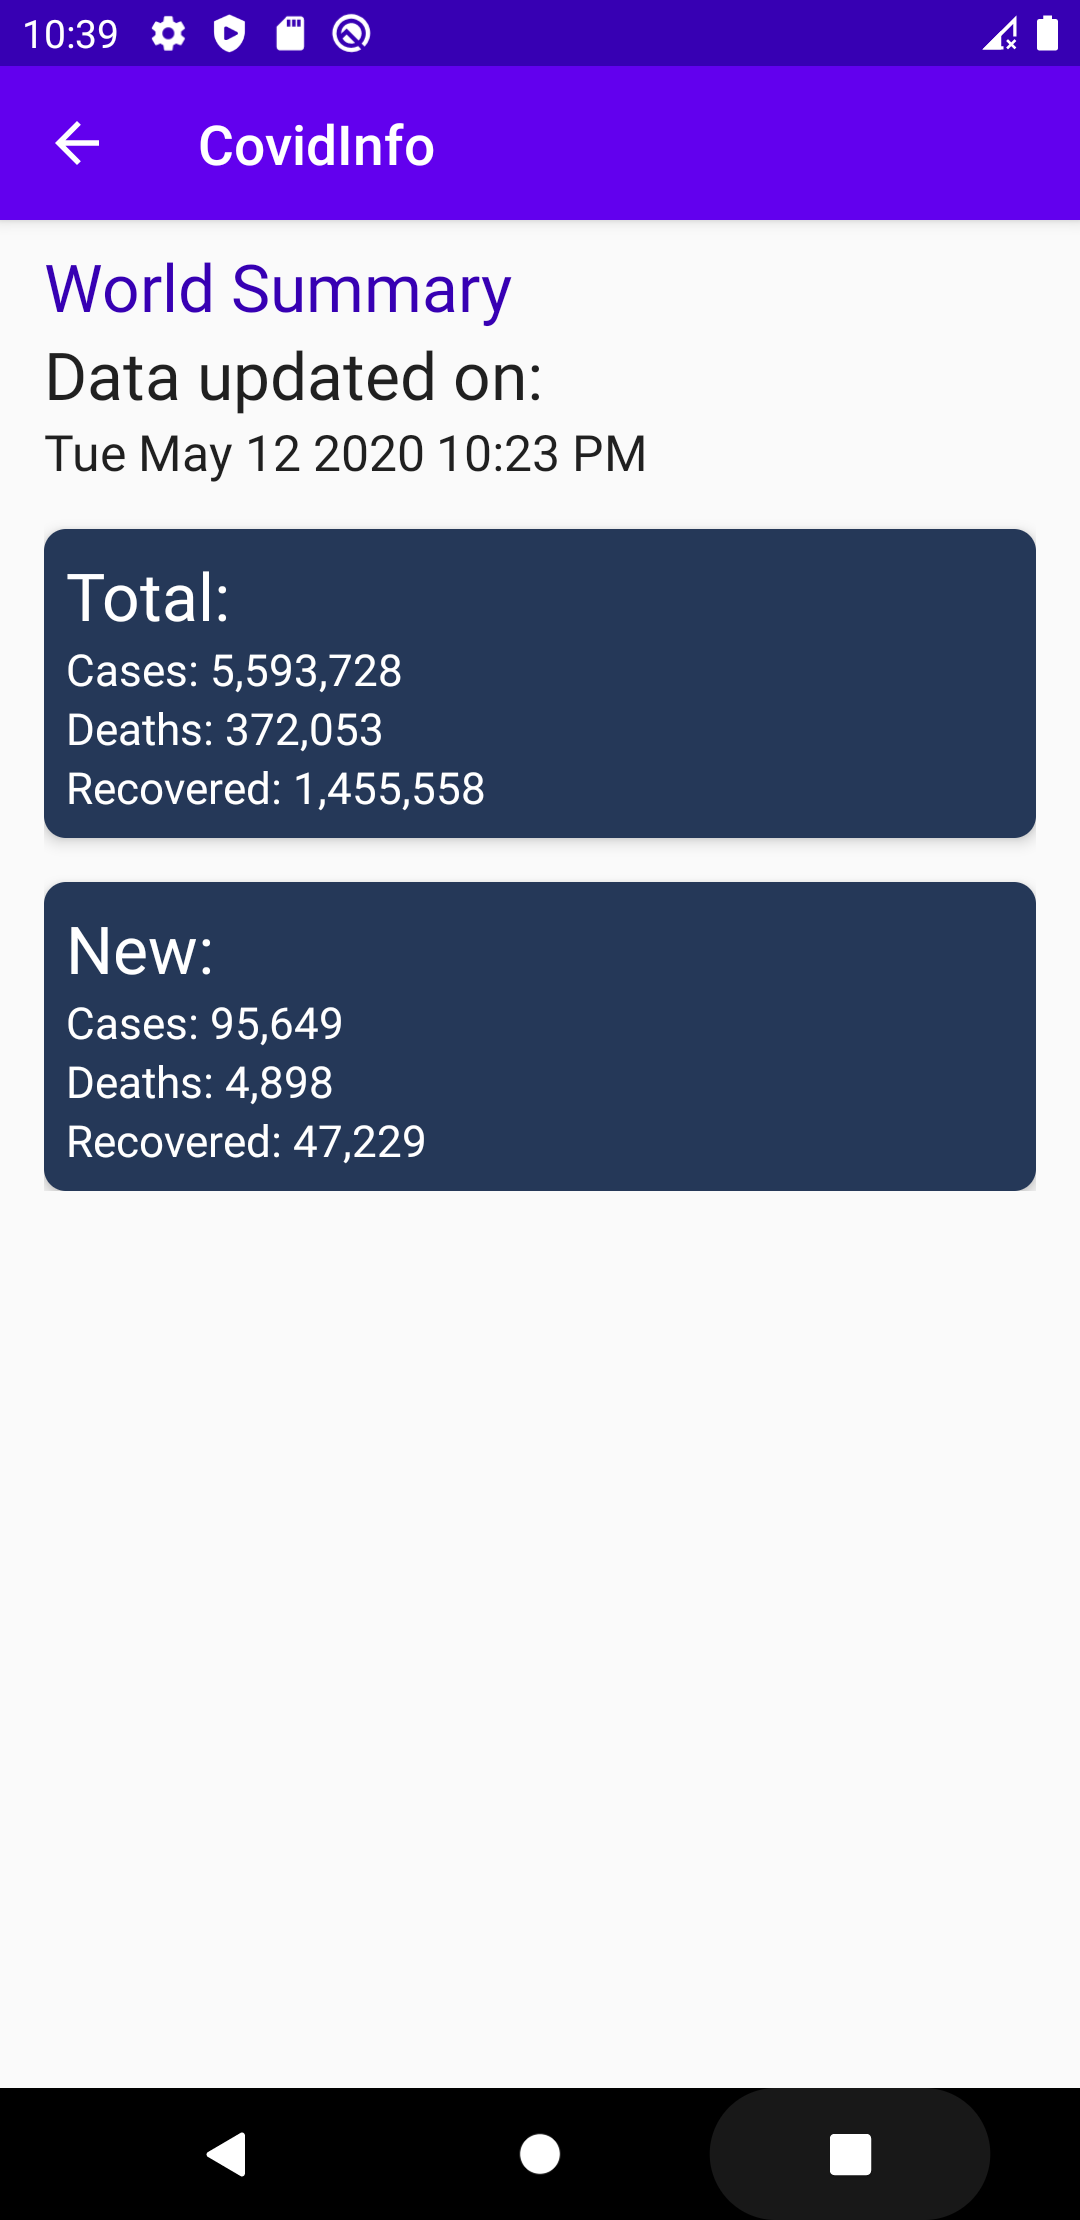 10:39
CovidInfo
World Summary
Data updated on:
Tue May 12 2020 10:23 PM
Total:
Cases: 5,593,728
Deaths: 372,053
Recovered: 1,455,558
New:
Cases: 95,649
Deaths: 4,898
Recovered: 47,229